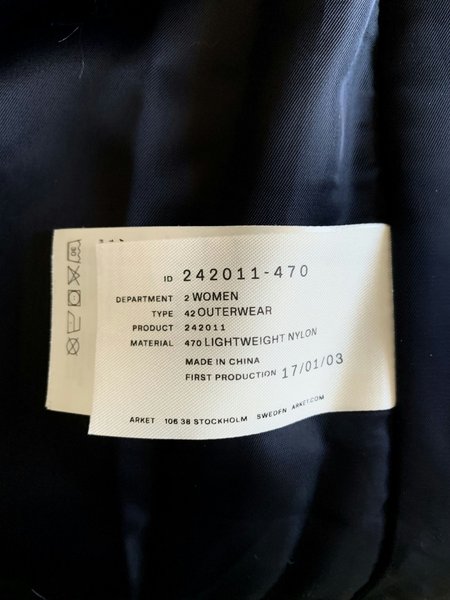 ID 242011-470
DEPARTMENT 2 WOMEN
TYPE 42 OUTERWEAR
PRODUCT 242011
MATERIAL 470 LIGHTWEIGHT NYLON
MADE IN CHINA
FIRST PRODUCTION 17/01/03
ARKET 106 38 STOCKHOLM SWEDEN ARKET.COM
30